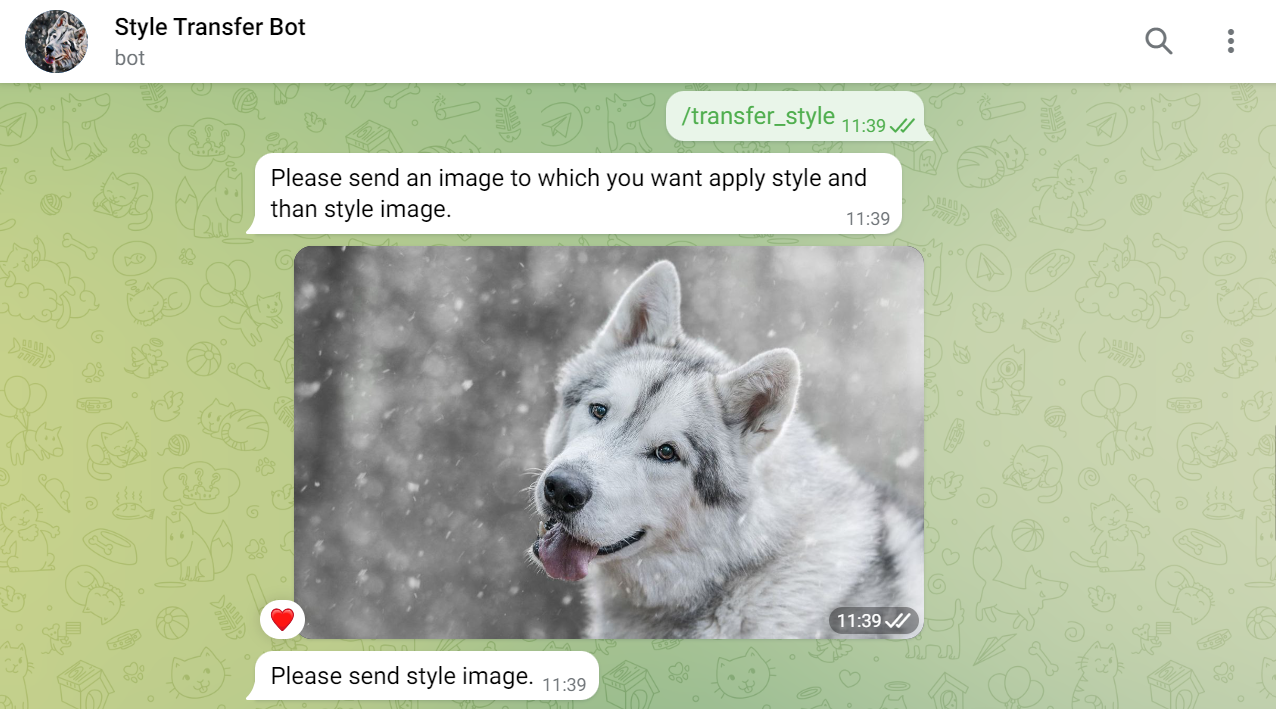 Style Transfer Bot
bot
/transfer_style 11:39
Please send an image to which you want apply style and
than style image.
11:39
11:39
Please send style image. 11:39